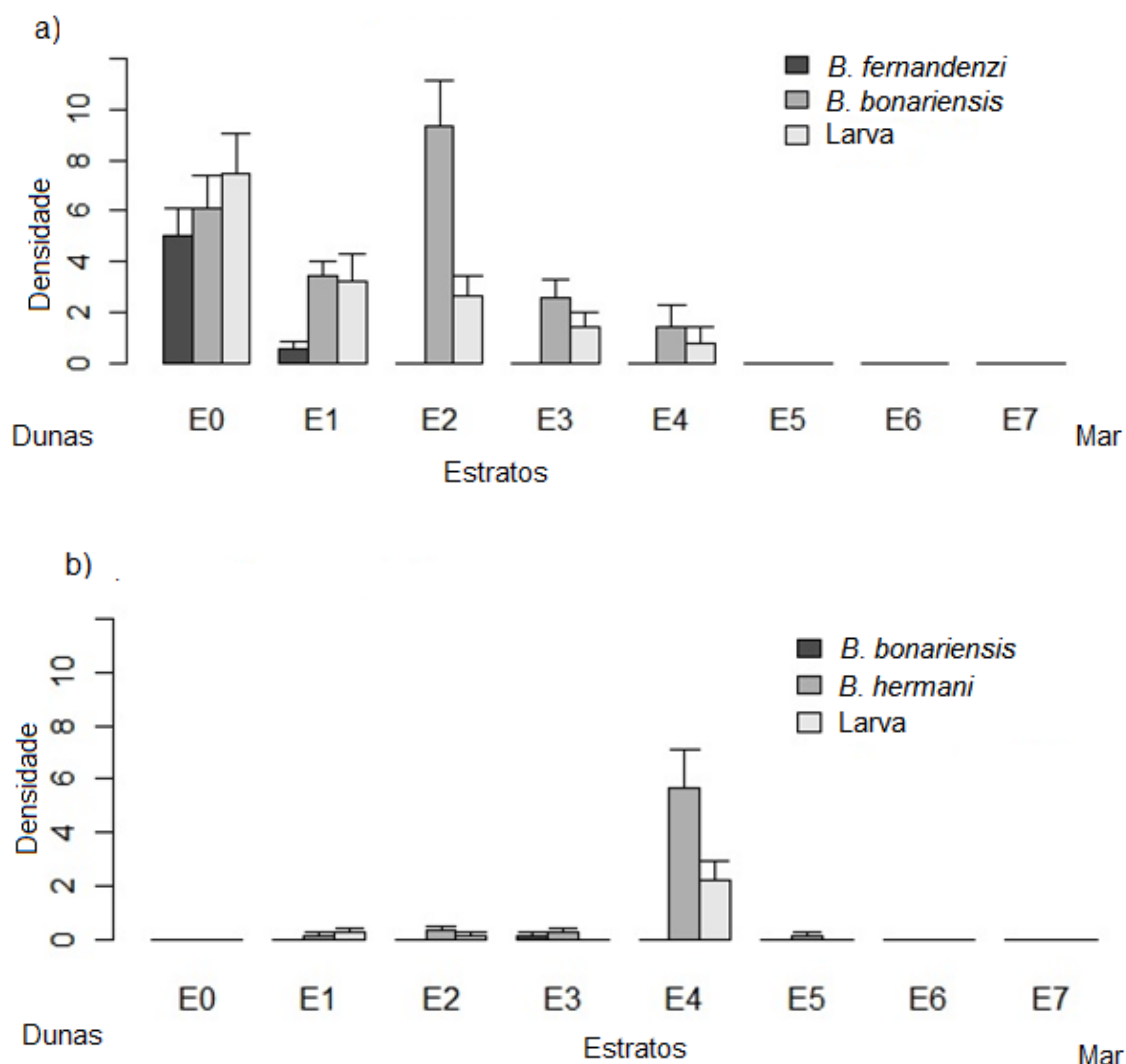 a)
B. fernandenzi
B. bonariensis
Larva
Densidade
10
8
6
4
2
0
E0 E1 E2 E3 E4 E5 E6 E7
Dunas
Mar
Estratos
b)
B. bonariensis
B. hermani
Larva
Densidade
10
8
6
4
2
0
E0 E1 E2 E3 E4 E5 E6 E7
Dunas
Estratos
Mar